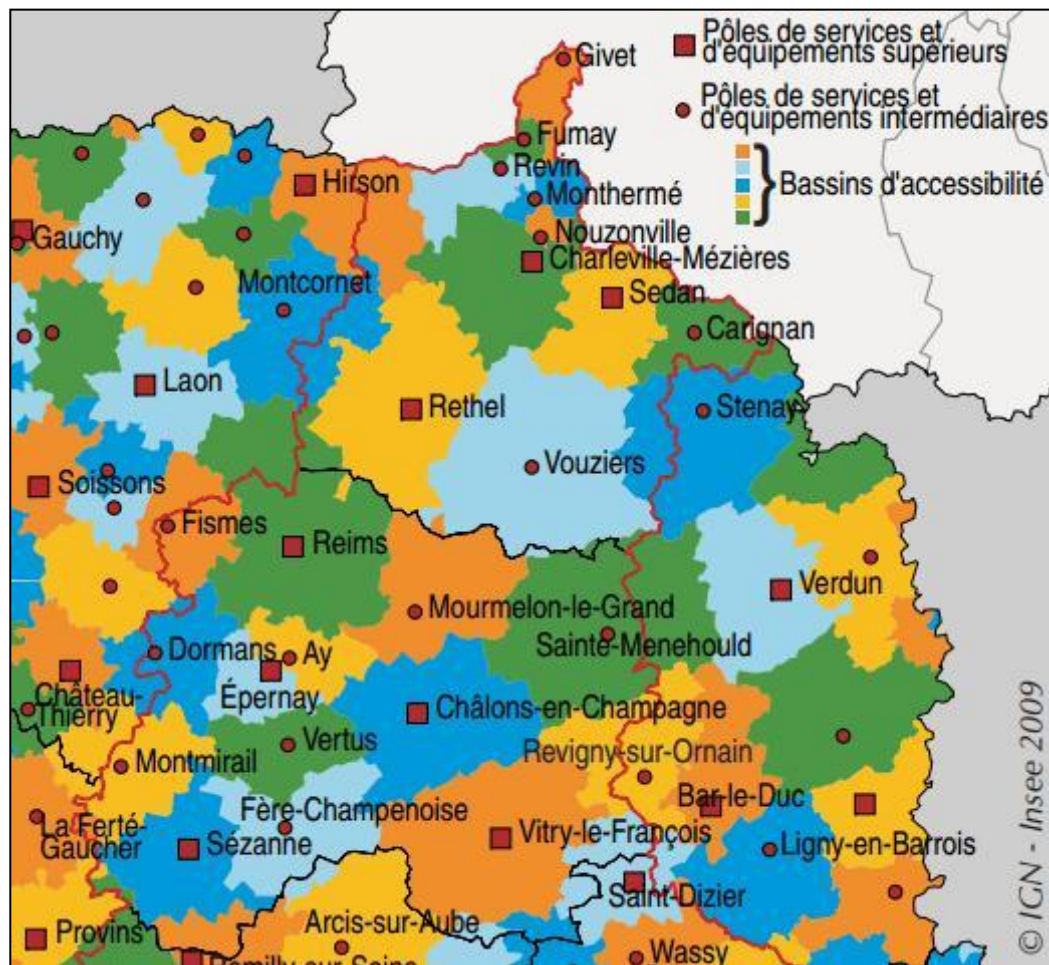 Pôles de services et
d'équipements supérieurs
Pôles de services et
d'équipements intermédiaires
Bassins d'accessibilité
Givet
Fumay
Revin
Hirson
Monthermé
Nouzonville
Gauchy
Charleville-Mézières
Montcornet
Sedan
Carignan
Laon
Rethel
Stenay
Vouziers
Soissons
Fismes
Reims
Verdun
Mourmelon-le-Grand
Sainte-Menehould
Dormans
Ay
Épernay
Château-
Thierry
Châlons-en-Champagne
Vertus
Revigny-sur-Ornain
Montmirail
Bar-le-Duc
Fère-Champenoise
La Ferté-
Gaucher
Sézanne
Vitry-le-François
Ligny-en-Barrois
Saint-Dizier
Arcis-sur-Aube
Provins
Wassy
Romilly-sur-Seine
© IGN - Insee 2009